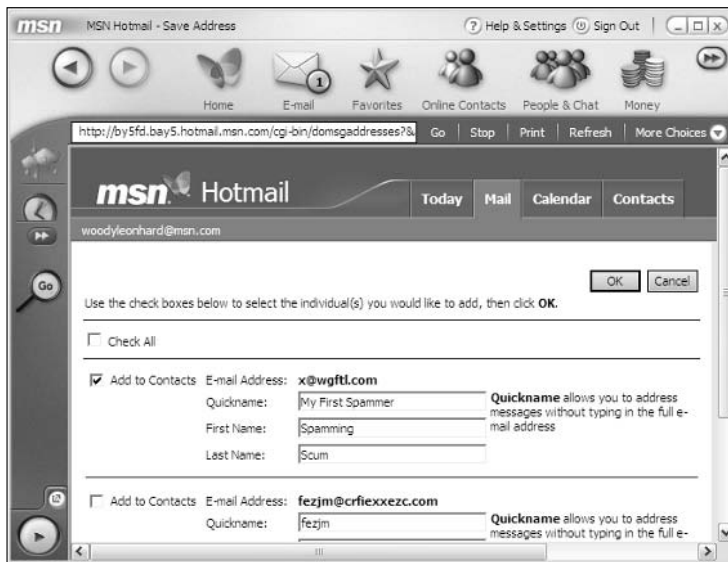 msn MSN Hotmail - Save Address ? Help & Settings Sign Out
1
Home E-mail Favorites Online Contacts People & Chat Money
http://by5fd.bay5.hotmail.msn.com/cgi-bin/domsgaddresses?& Go Stop Print Refresh More Choices
msn Hotmail Today Mail Calendar Contacts
woodyleonhard@msn.com
Go
OK Cancel
Use the check boxes below to select the individual(s) you would like to add, then click OK.
Check All
Add to Contacts E-mail Address: x@wgftl.com
Quickname: My First Spammer
First Name: Spamming
Last Name: Scum
Quickname allows you to address
messages without typing in the full e-
mail address
Add to Contacts E-mail Address: fezjm@crfiexxezc.com
Quickname: fezjm
Quickname allows you to address
messages without typing in the full e-